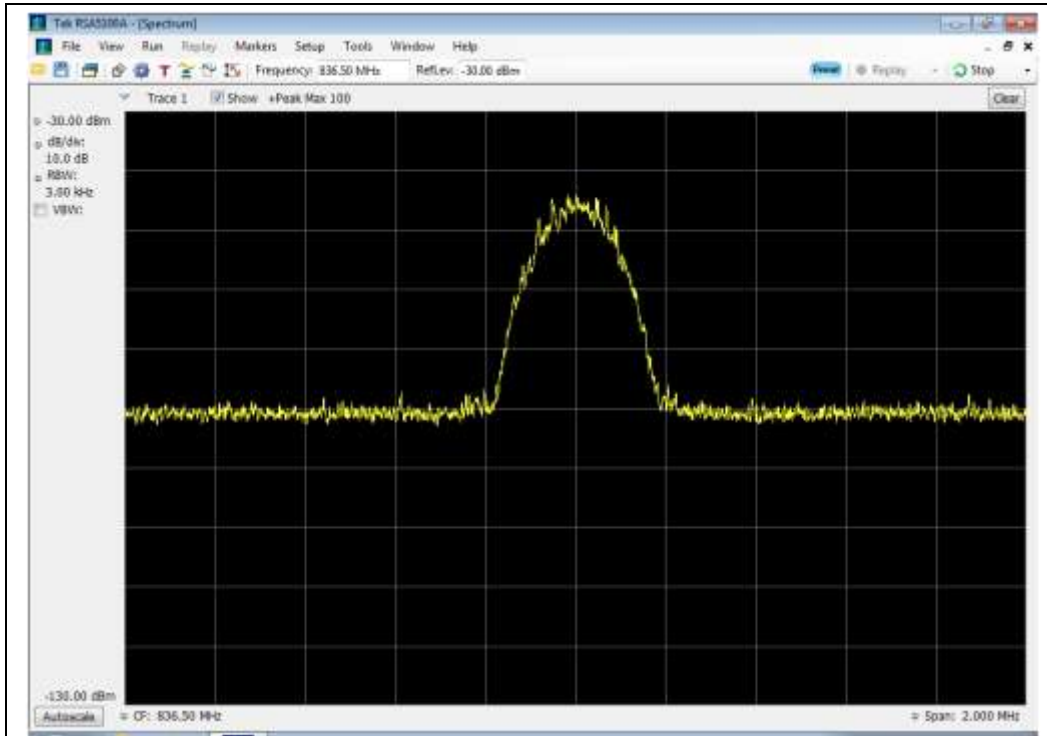 Tek RSA5100A - [Spectrum]
File View Run Replay Markers Setup Tools Window Help
Frequency: 836.50 MHz RefLev: -30.00 dBm Preset Replay Stop
Trace 1 Show +Peak Max 100 Clear
-30.00 dBm
dB/div:
10.0 dB
RBW:
3.00 kHz
VBW:
-130.00 dBm
Autoscale CF: 836.50 MHz Span: 2.000 MHz